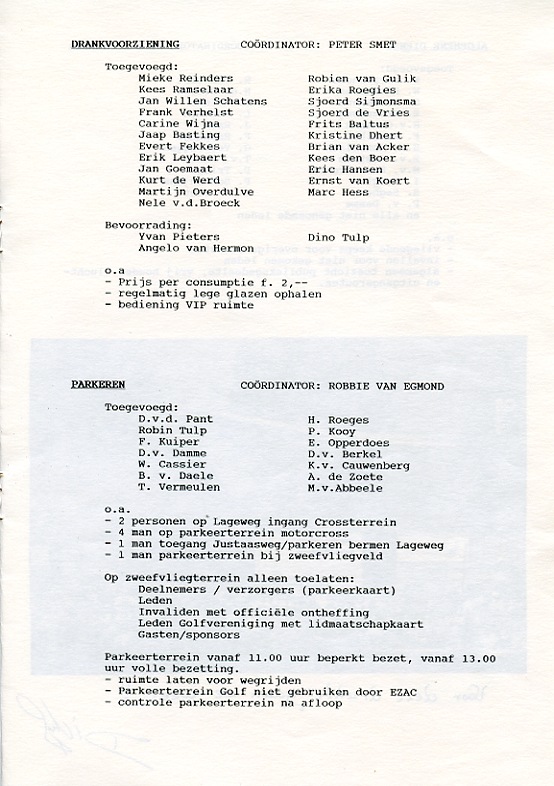 DRANKVOORZIENING COÖRDINATOR: PETER SMET
Toegevoegd:
Mieke Reinders Robien van Gulik
Kees Ramselaar Erika Roegies
Jan Willen Schatens Sjoerd Sijmonsma
Frank Verhelst Sjoerd de Vries
Carine Wijna Frits Baltus
Jaap Basting Kristine Dhert
Evert Fekkes Brian van Acker
Erik Leybaert Kees den Boer
Jan Goemaat Eric Hansen
Kurt de Werd Ernst van Koert
Martijn Overdulve Marc Hess
Nele v.d.Broeck
Bevoorrading:
Yvan Pieters Dino Tulp
Angelo van Hermon
o.a
- Prijs per consumptie f. 2,--
- regelmatig lege glazen ophalen
- bediening VIP ruimte
PARKEREN COÖRDINATOR: ROBBIE VAN EGMOND
Toegevoegd:
D.v.d. Pant H. Roeges
Robin Tulp P. Kooy
F. Kuiper E. Opperdoes
D.v. Damme D.v. Berkel
W. Cassier K.v. Cauwenberg
B. v. Daele A. de Zoete
T. Vermeulen M.v.Abbeele
o.a.
- 2 personen op Lageweg ingang Crossterrein
- 4 man op parkeerterrein motorcross
- 1 man toegang Justaasweg/parkeren bermen Lageweg
- 1 man parkeerterrein bij zweefvliegveld
Op zweefvliegterrein alleen toelaten:
Deelnemers / verzorgers (parkeerkaart)
Leden
Invaliden met officiële ontheffing
Leden Golfvereniging met lidmaatschapkaart
Gasten/sponsors
Parkeerterrein vanaf 11.00 uur beperkt bezet, vanaf 13.00
uur volle bezetting.
- ruimte laten voor wegrijden
- Parkeerterrein Golf niet gebruiken door EZAC
- controle parkeerterrein na afloop